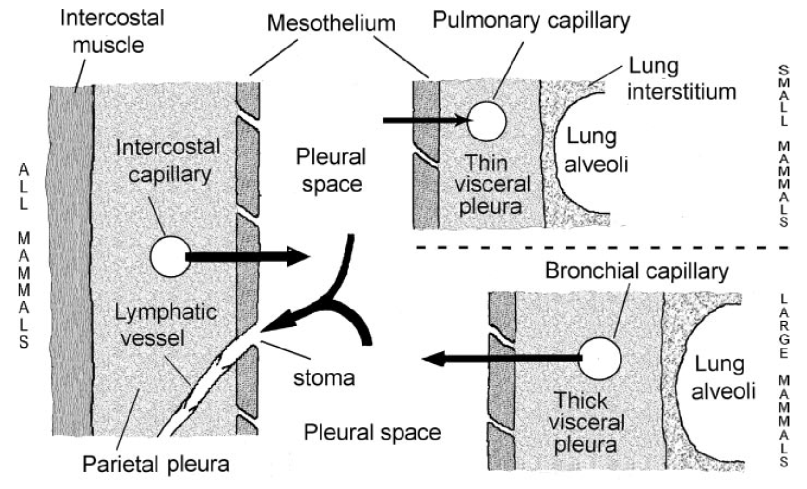 Intercostal
muscle
Mesothelium
Pulmonary capillary
Lung
interstitium
Intercostal
capillary
Pleural
space
Thin
visceral
pleura
Lung
alveoli
SMALL MAMMALS
ALL MAMMALS
Lymphatic
vessel
stoma
Pleural space
Parietal pleura
Bronchial capillary
Thick
visceral
pleura
Lung
alveoli
LARGE MAMMALS